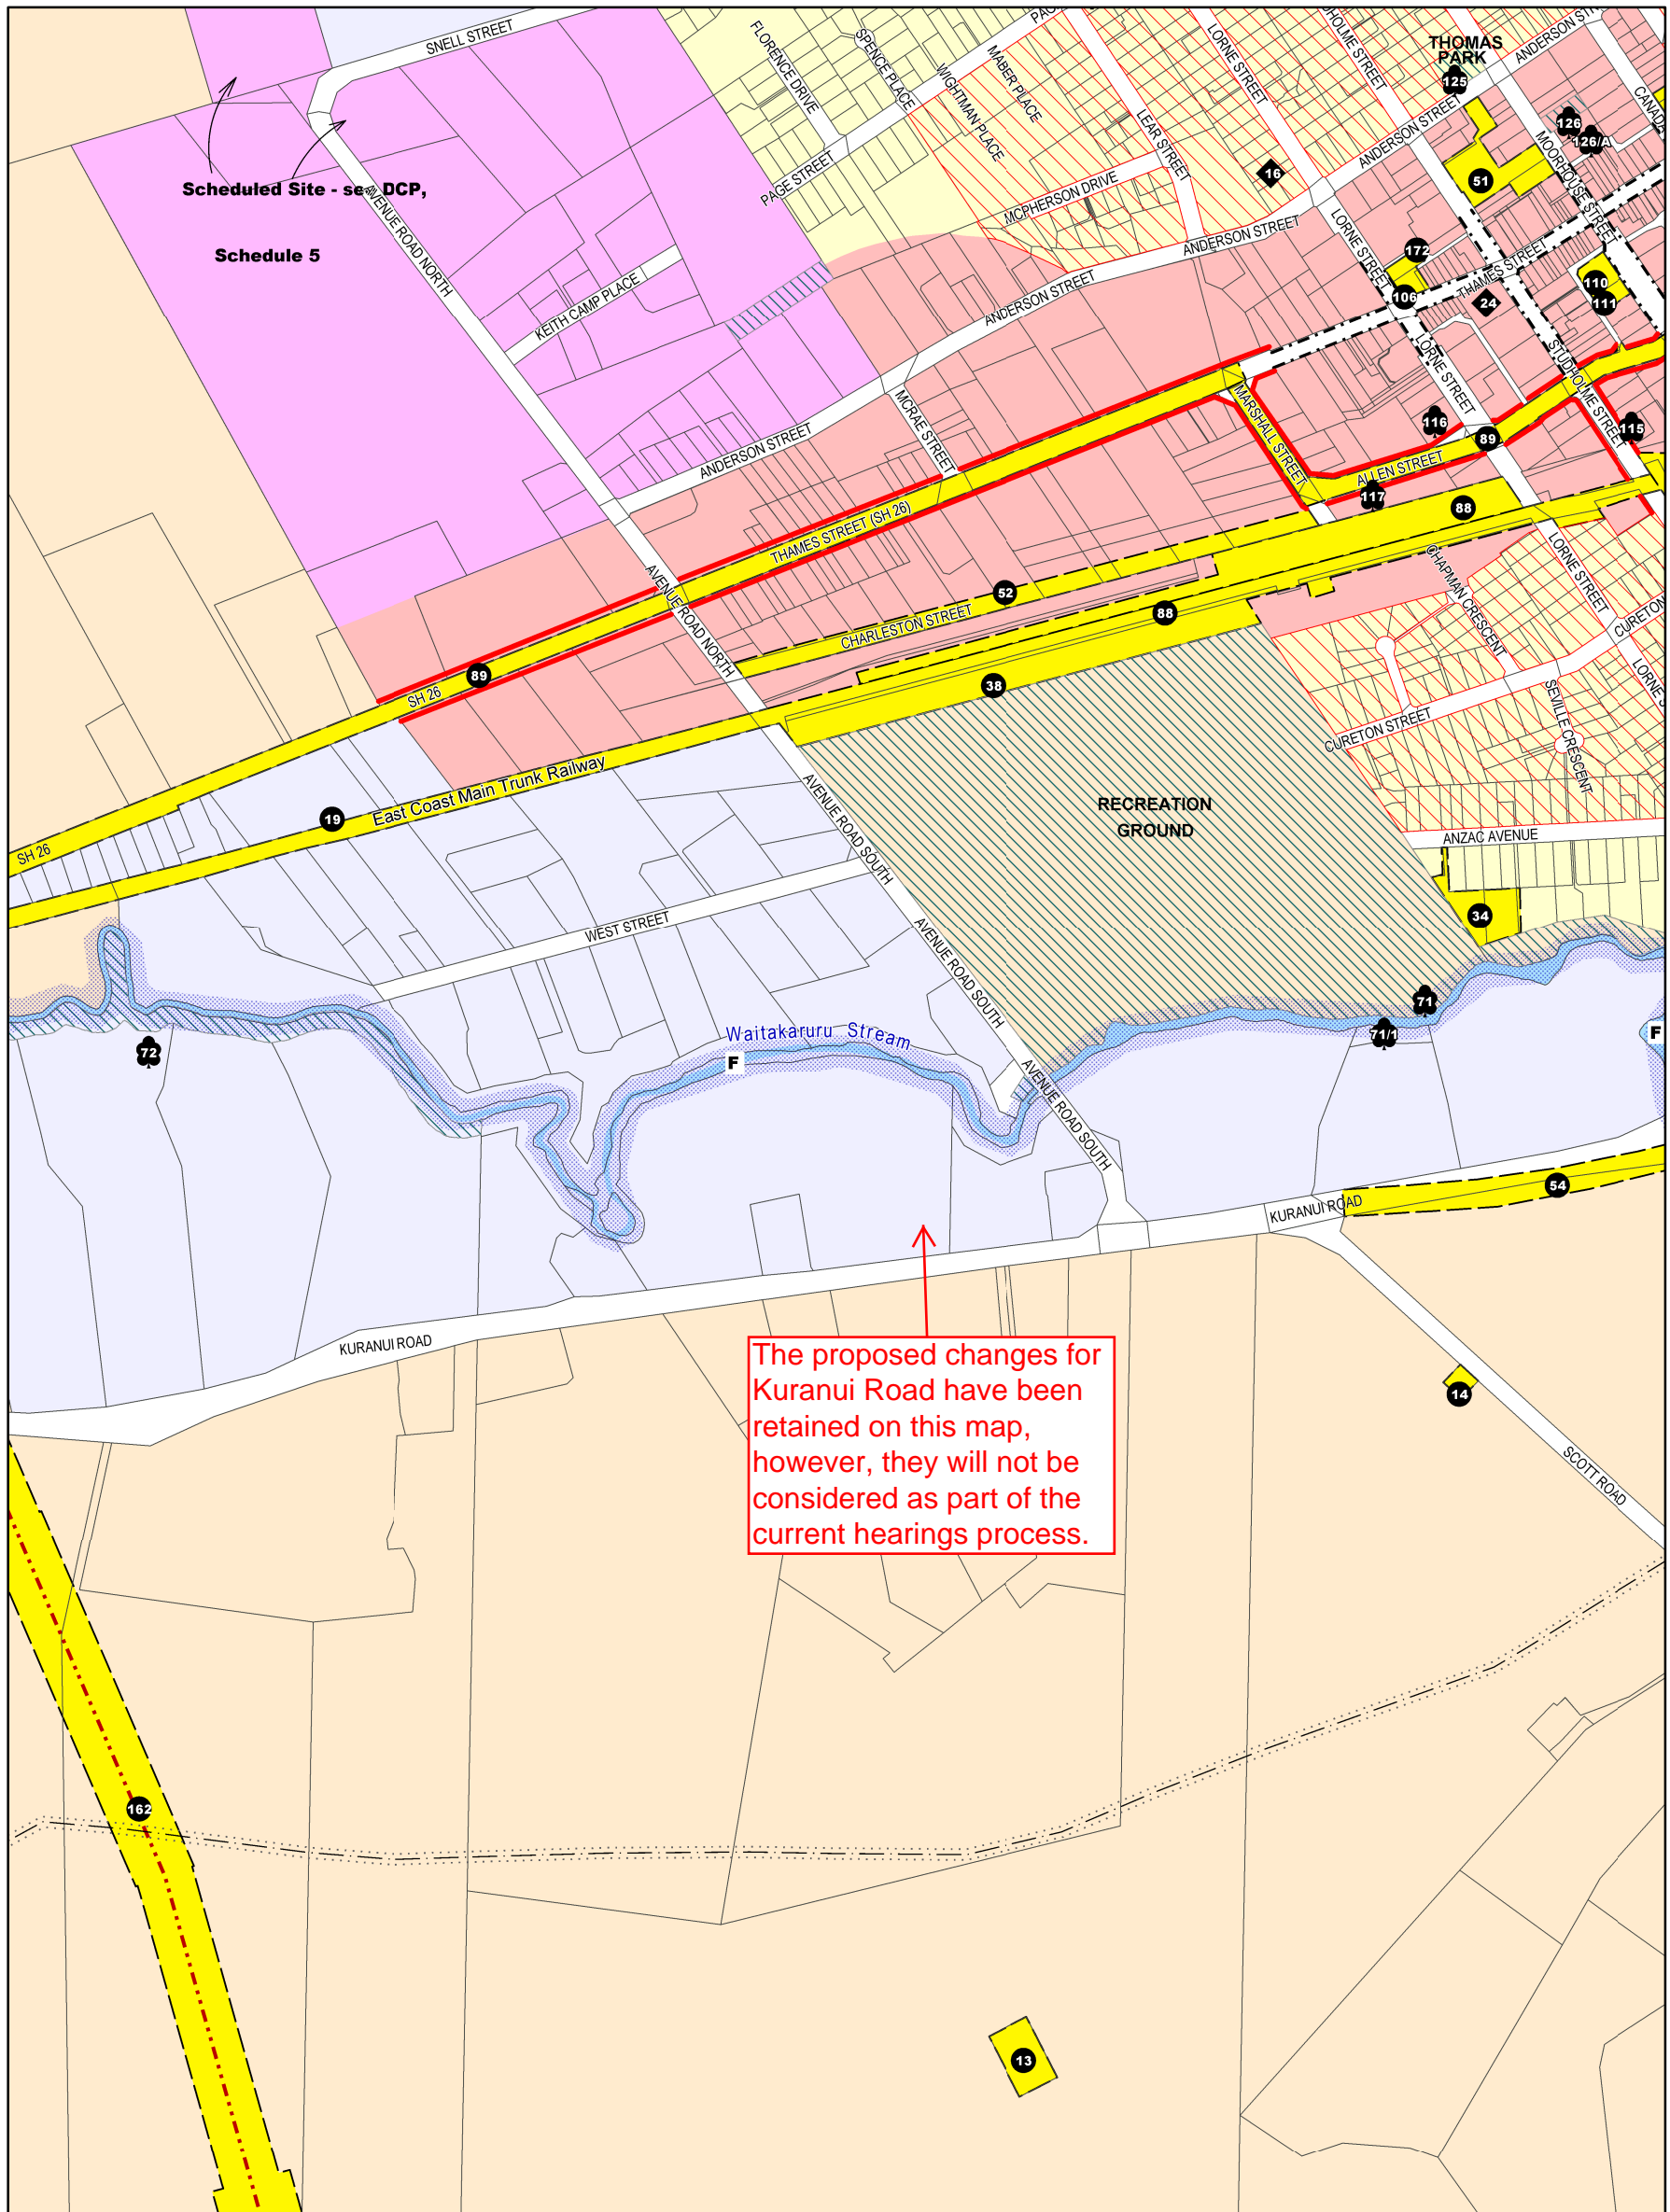 SNELL STREET
FLORENCE DRIVE
SPENCE PLACE
WIGHTMAN PLACE
MABER PLACE
PAGE STREET
LEAR STREET
LORNE STREET
THOMAS
PARK
125
ANDERSON STREET
126
126/A
MOORHOUSE STREET
51
16
MCPHERSON DRIVE
ANDERSON STREET
LORNE STREET
172
106
THAMES STREET
24
110
111
Scheduled Site - see DCP,
Schedule 5
AVENUE ROAD NORTH
KEITH CAMP PLACE
ANDERSON STREET
LORNE STREET
STUDHOLME STREET
MCRAE STREET
MARSHALL STREET
116
115
89
ANDERSON STREET
ALLEN STREET
117
88
THAMES STREET (SH 26)
LORNE STREET
CHAPMAN CRESCENT
AVENUE ROAD NORTH
52
88
CHARLESTON STREET
CURETON
89
SH 26
38
SEVILLE CRESCENT
CURETON STREET
East Coast Main Trunk Railway
19
SH 26
AVENUE ROAD SOUTH
RECREATION
GROUND
ANZAC AVENUE
34
WEST STREET
AVENUE ROAD SOUTH
71
71/1
72
Waitakaruru Stream
F
F
AVENUE ROAD SOUTH
54
KURANUI ROAD
KURANUI ROAD
The proposed changes for
Kuranui Road have been
retained on this map,
however, they will not be
considered as part of the
current hearings process.
14
SCOTT ROAD
162
13